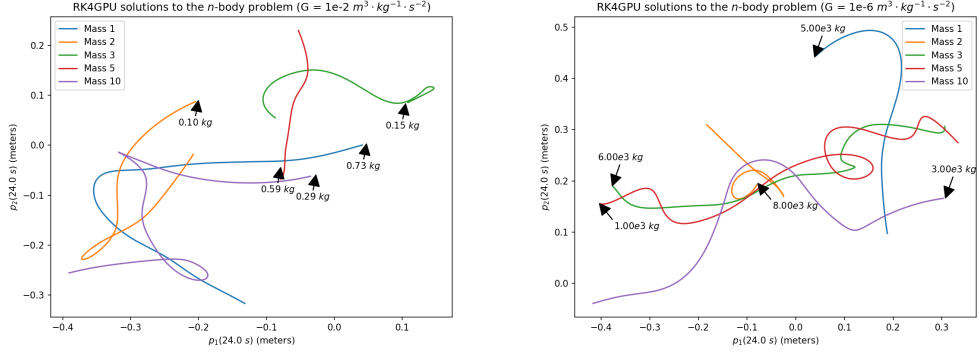 RK4GPU solutions to the n-body problem (G = 1e-2 m³ · kg⁻¹ · s⁻²)
Mass 1
Mass 2
Mass 3
Mass 5
Mass 10
0.10 kg
0.15 kg
0.73 kg
0.59 kg
0.29 kg
0.2
0.1
0.0
−0.1
−0.2
−0.3
p₂(24.0 s) (meters)
−0.4
−0.3
−0.2
−0.1
0.0
0.1
p₁(24.0 s) (meters)
RK4GPU solutions to the n-body problem (G = 1e-6 m³ · kg⁻¹ · s⁻²)
5.00e3 kg
Mass 1
Mass 2
Mass 3
Mass 5
Mass 10
6.00e3 kg
3.00e3 kg
8.00e3 kg
1.00e3 kg
0.5
0.4
0.3
0.2
0.1
0.0
p₂(24.0 s) (meters)
−0.4
−0.3
−0.2
−0.1
0.0
0.1
0.2
0.3
p₁(24.0 s) (meters)